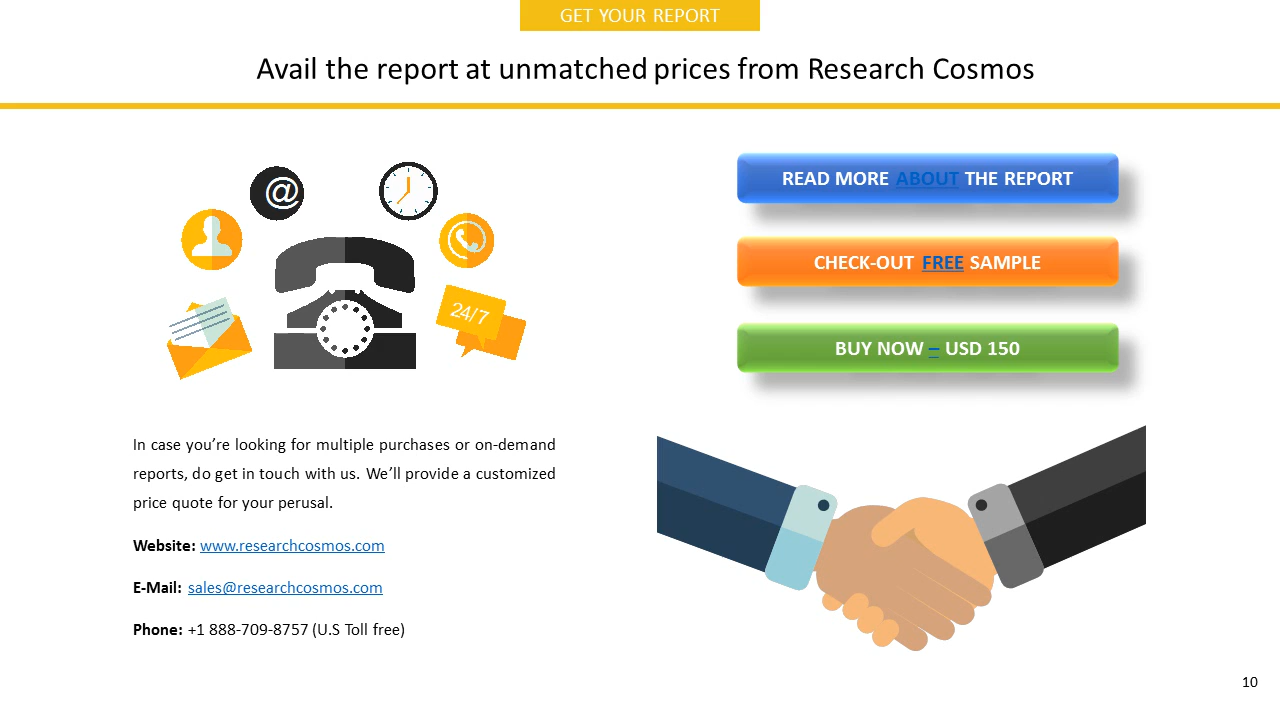 GET YOUR REPORT
Avail the report at unmatched prices from Research Cosmos
@
24/7
READ MORE ABOUT THE REPORT
CHECK-OUT FREE SAMPLE
BUY NOW – USD 150
In case you’re looking for multiple purchases or on-demand
reports, do get in touch with us. We’ll provide a customized
price quote for your perusal.
Website: www.researchcosmos.com
E-Mail: sales@researchcosmos.com
Phone: +1 888-709-8757 (U.S Toll free)
10